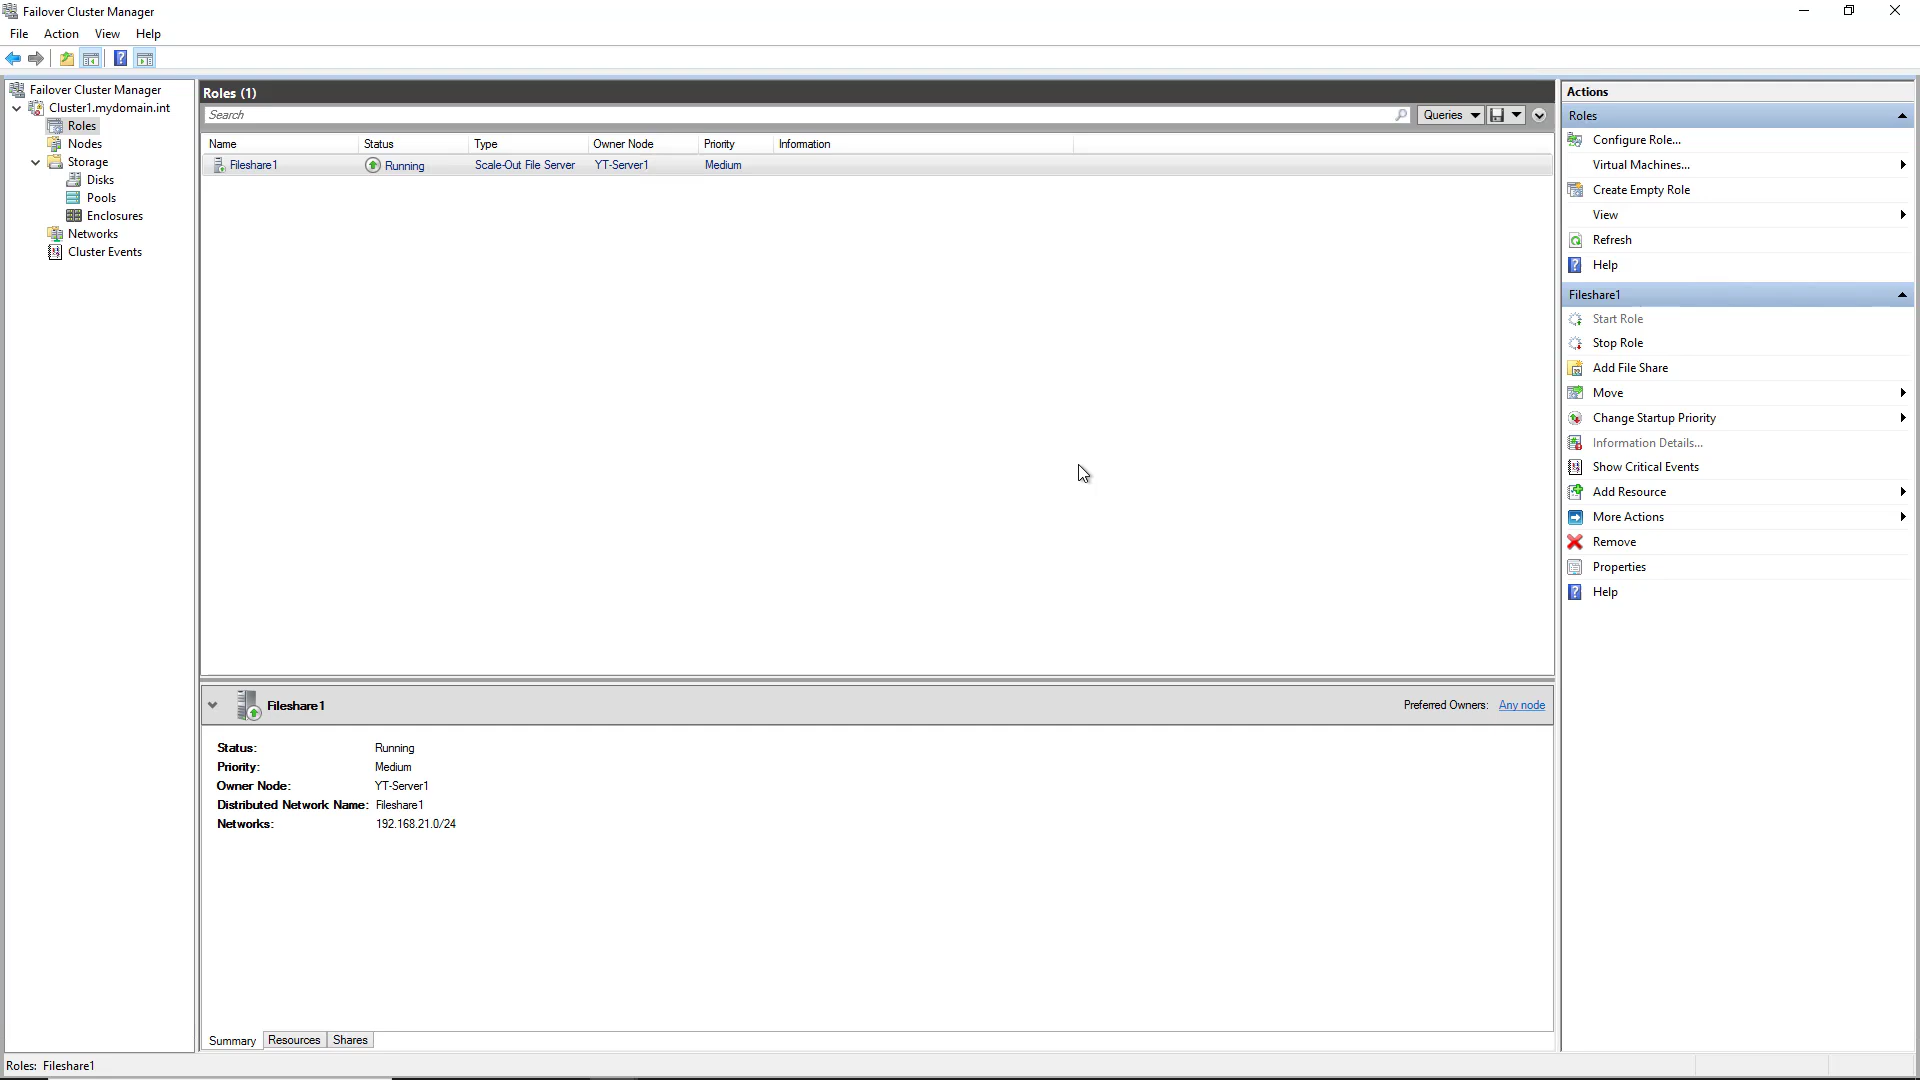 Failover Cluster Manager
File Action View Help
Failover Cluster Manager
Cluster1.mydomain.int
Roles
Nodes
Storage
Disks
Pools
Enclosures
Networks
Cluster Events
Roles (1)
Search
Queries
Name Status Type Owner Node Priority Information
Fileshare1 Running Scale-Out File Server YT-Server1 Medium
Fileshare1
Preferred Owners: Any node
Status: Running
Priority: Medium
Owner Node: YT-Server1
Distributed Network Name: Fileshare1
Networks: 192.168.21.0/24
Summary Resources Shares
Actions
Roles
Configure Role...
Virtual Machines...
Create Empty Role
View
Refresh
Help
Fileshare1
Start Role
Stop Role
Add File Share
Move
Change Startup Priority
Information Details...
Show Critical Events
Add Resource
More Actions
Remove
Properties
Help
Roles: Fileshare1